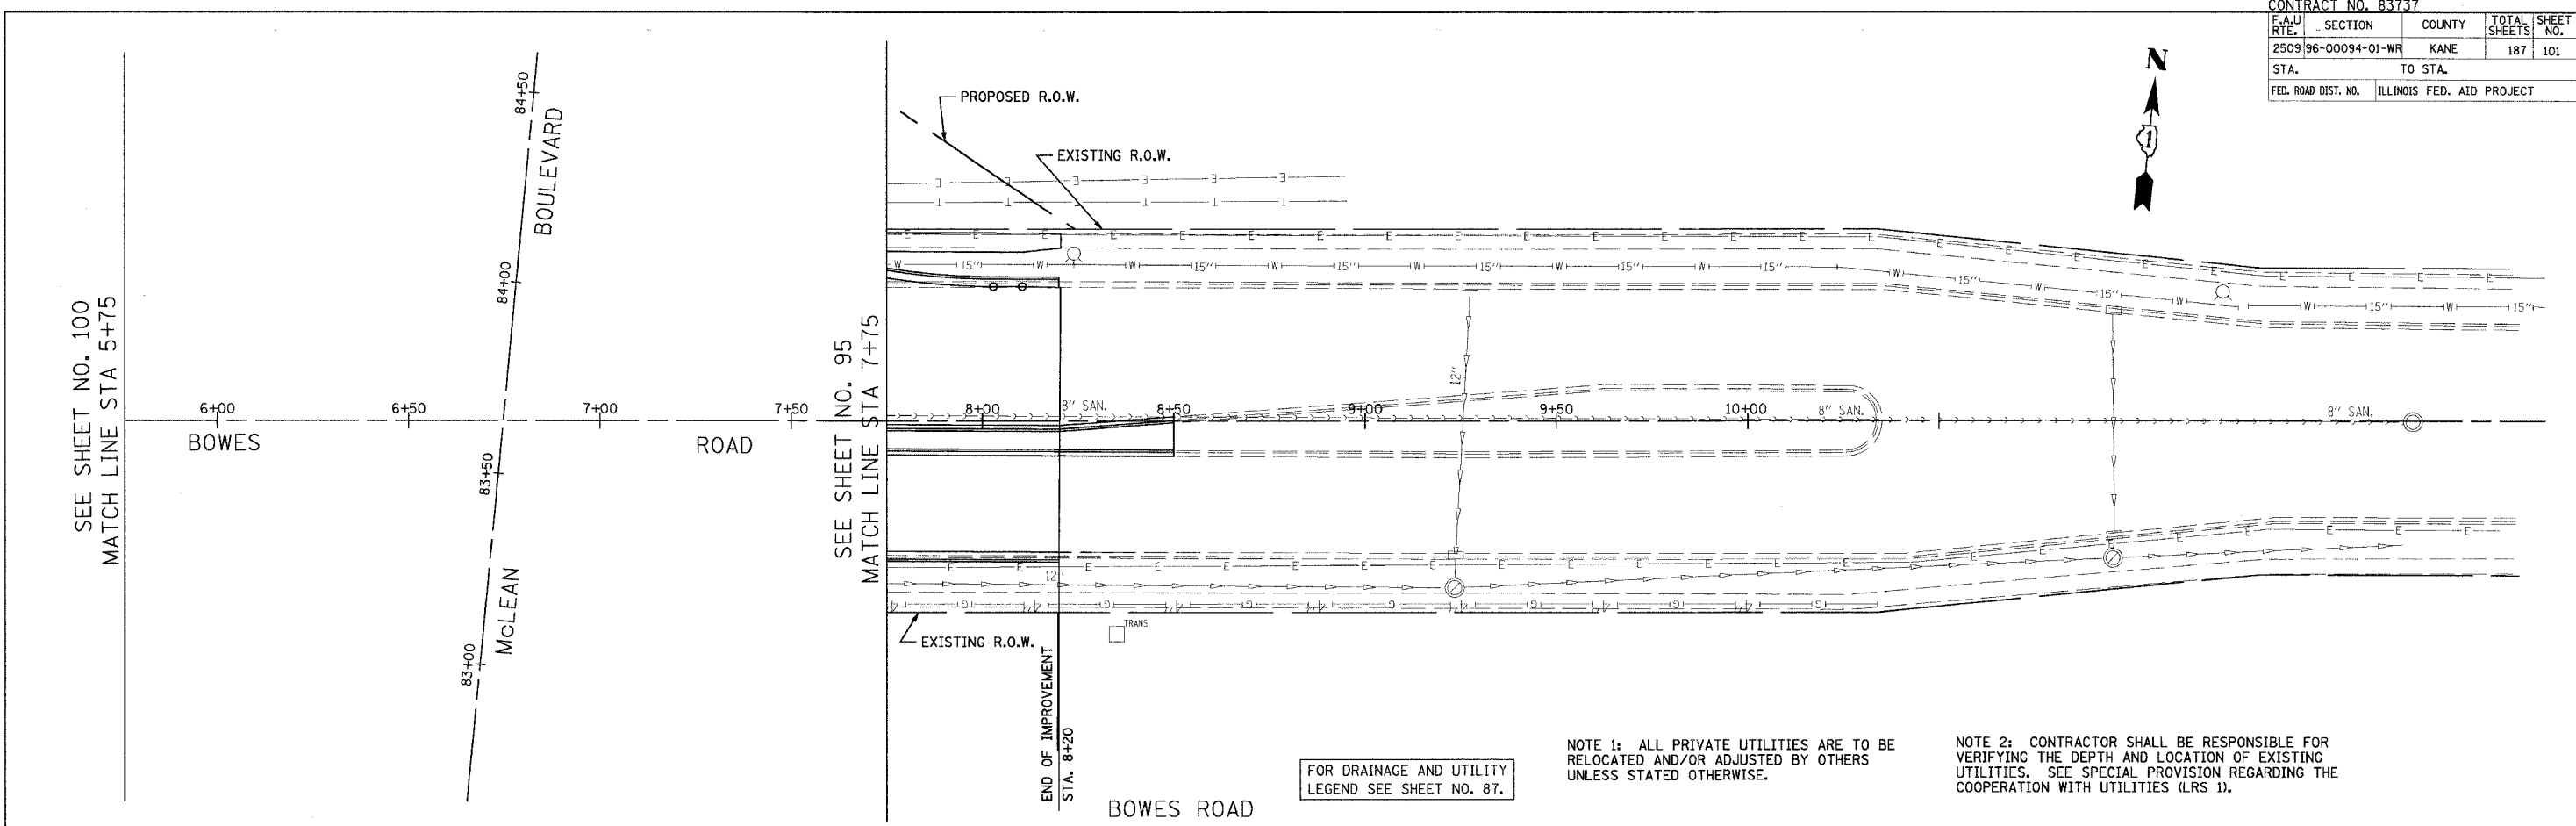 CONTRACT NO. 83737
F.A.U RTE. SECTION COUNTY TOTAL SHEETS SHEET NO.
2509 96-00094-01-WR KANE 187 101
STA. TO STA.
FED. ROAD DIST. NO. ILLINOIS FED. AID PROJECT
N
1
PROPOSED R.O.W.
EXISTING R.O.W.
84+50
BOULEVARD
84+00
SEE SHEET NO. 100
MATCH LINE STA 5+75
SEE SHEET NO. 95
MATCH LINE STA 7+75
E E E E E E
T T T T T T
E E E E E E E E E E E E E E E E E E E E E E E E
W 15" W 15" W 15" W 15" W 15" W 15" W 15" W 15" W 15" W 15"
12"
6+00 6+50 7+00 7+50 8+00 8" SAN. 8+50 9+00 9+50 10+00 8" SAN. 8" SAN.
BOWES ROAD
83+50
McLEAN
83+00
E E E E E E E E E E E E E E E E E E
12"
G 4" G 4" G 4" G 4" G 4" G 4" G
TRANS
EXISTING R.O.W.
END OF IMPROVEMENT
STA. 8+20
BOWES ROAD
FOR DRAINAGE AND UTILITY
LEGEND SEE SHEET NO. 87.
NOTE 1: ALL PRIVATE UTILITIES ARE TO BE
RELOCATED AND/OR ADJUSTED BY OTHERS
UNLESS STATED OTHERWISE.
NOTE 2: CONTRACTOR SHALL BE RESPONSIBLE FOR
VERIFYING THE DEPTH AND LOCATION OF EXISTING
UTILITIES. SEE SPECIAL PROVISION REGARDING THE
COOPERATION WITH UTILITIES (LRS 1).